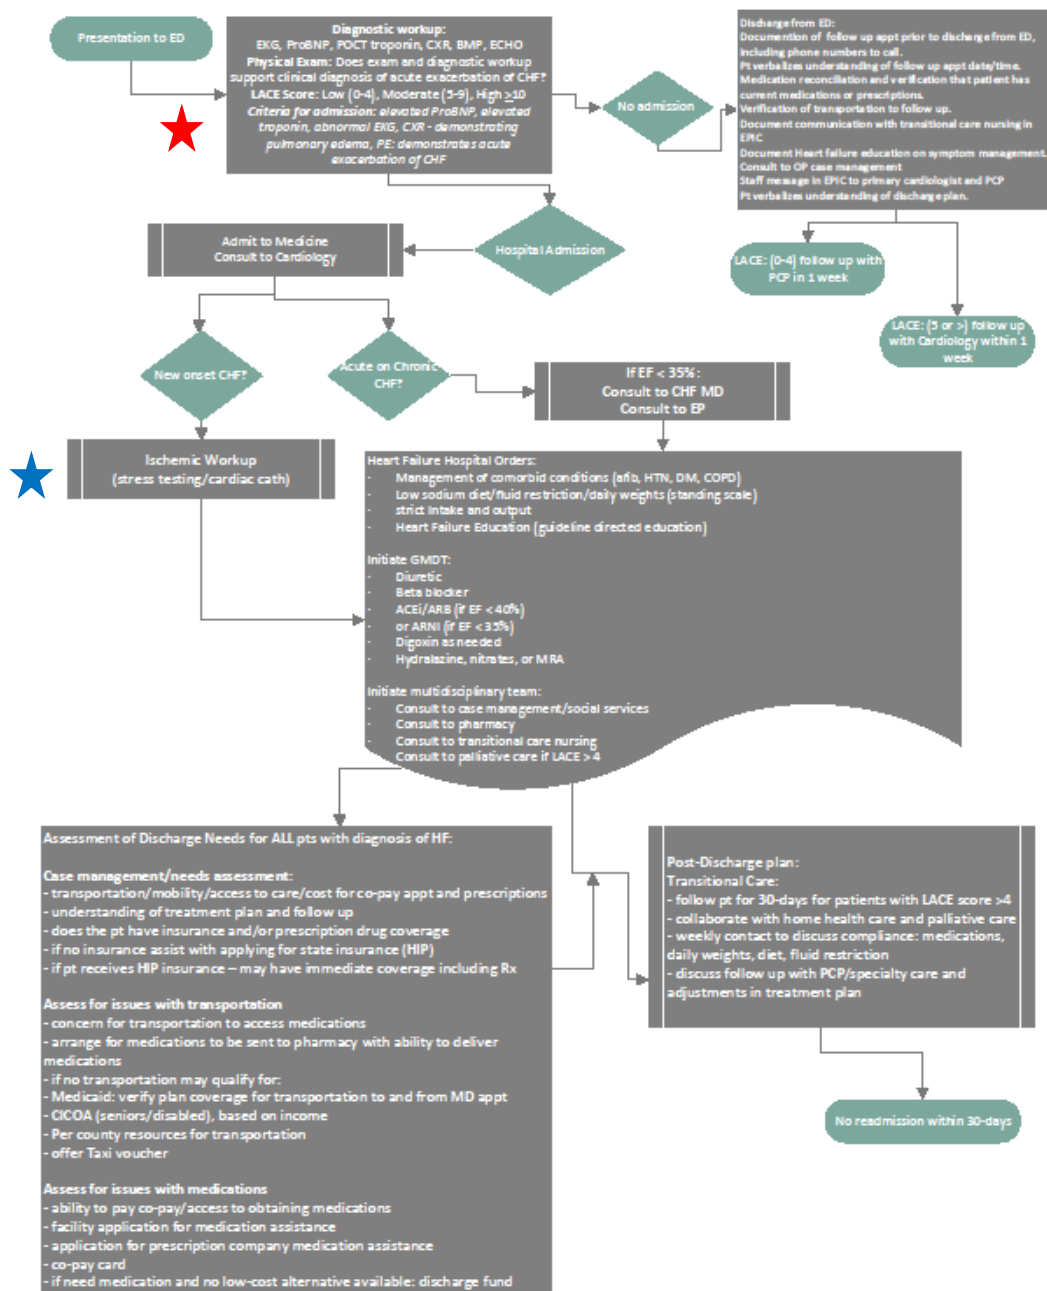 Presentation to ED
Diagnostic workup:
EKG, ProBNP, POCT troponin, CXR, BMP, ECHO
Physical Exam: Does exam and diagnostic workup
support clinical diagnosis of acute exacerbation of CHF?
LACE Score: Low (0-4), Moderate (5-9), High >10
Criteria for admission: elevated ProBNP, elevated
troponin, abnormal EKG, CXR - demonstrating
pulmonary edema, PE: demonstrates acute
exacerbation of CHF
No admission
Discharge from ED:
Documention of follow up appt prior to discharge from ED,
including phone numbers to call.
Pt verbalizes understanding of follow up appt date/time.
Medication reconciliation and verification that patient has
current medications or prescriptions.
Verification of transportation to follow up.
Document communication with transitional care nursing in
EPIC
Document Heart failure education on symptom management.
Consult to OP case management
Staff message in EPIC to primary cardiologist and PCP
Pt verbalizes understanding of discharge plan.
LACE: (0-4) follow up with
PCP in 1 week
LACE: (5 or >) follow up
with Cardiology within 1
week
Hospital Admission
Admit to Medicine
Consult to Cardiology
New onset CHF?
Acute on Chronic
CHF?
If EF < 35%:
Consult to CHF MD
Consult to EP
Ischemic Workup
(stress testing/cardiac cath)
Heart Failure Hospital Orders:
- Management of comorbid conditions (afib, HTN, DM, COPD)
- Low sodium diet/fluid restriction/daily weights (standing scale)
- strict Intake and output
- Heart Failure Education (guideline directed education)
Initiate GMDT:
- Diuretic
- Beta blocker
- ACEi/ARB (if EF < 40%)
- or ARNI (if EF < 35%)
- Digoxin as needed
- Hydralazine, nitrates, or MRA
Initiate multidisciplinary team:
- Consult to case management/social services
- Consult to pharmacy
- Consult to transitional care nursing
- Consult to palliative care if LACE > 4
Assessment of Discharge Needs for ALL pts with diagnosis of HF:
Case management/needs assessment:
- transportation/mobility/access to care/cost for co-pay appt and prescriptions
- understanding of treatment plan and follow up
- does the pt have insurance and/or prescription drug coverage
- if no insurance assist with applying for state insurance (HIP)
- if pt receives HIP insurance – may have immediate coverage including Rx
Assess for issues with transportation
- concern for transportation to access medications
- arrange for medications to be sent to pharmacy with ability to deliver
medications
- if no transportation may qualify for:
- Medicaid: verify plan coverage for transportation to and from MD appt
- CICOA (seniors/disabled), based on income
- Per county resources for transportation
- offer Taxi voucher
Assess for issues with medications
- ability to pay co-pay/access to obtaining medications
- facility application for medication assistance
- application for prescription company medication assistance
- co-pay card
- if need medication and no low-cost alternative available: discharge fund
Post-Discharge plan:
Transitional Care:
- follow pt for 30-days for patients with LACE score >4
- collaborate with home health care and palliative care
- weekly contact to discuss compliance: medications,
daily weights, diet, fluid restriction
- discuss follow up with PCP/specialty care and
adjustments in treatment plan
No readmission within 30-days